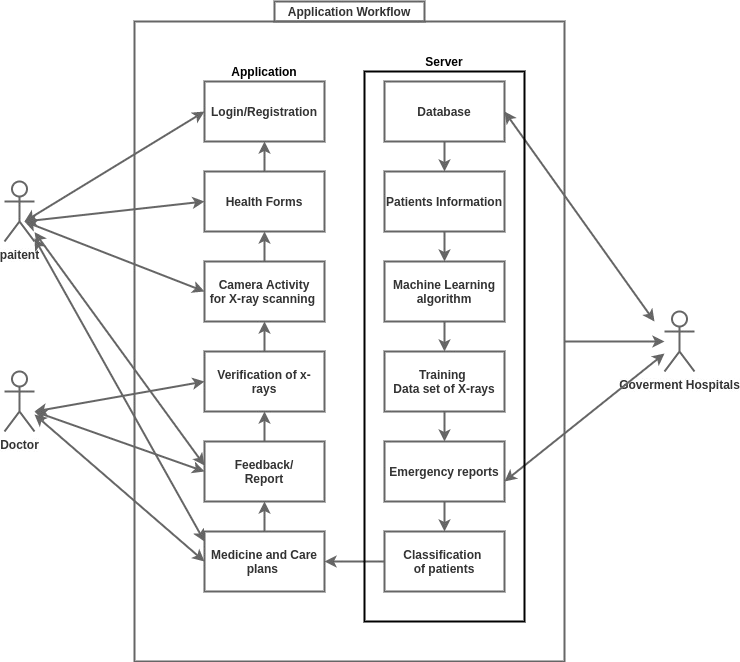 Application Workflow
Application
Server
Login/Registration
Database
Health Forms
Patients Information
paitent
Camera Activity
for X-ray scanning
Machine Learning
algorithm
Verification of x-
rays
Training
Data set of X-rays
Goverment Hospitals
Doctor
Feedback/
Report
Emergency reports
Medicine and Care
plans
Classification
of patients